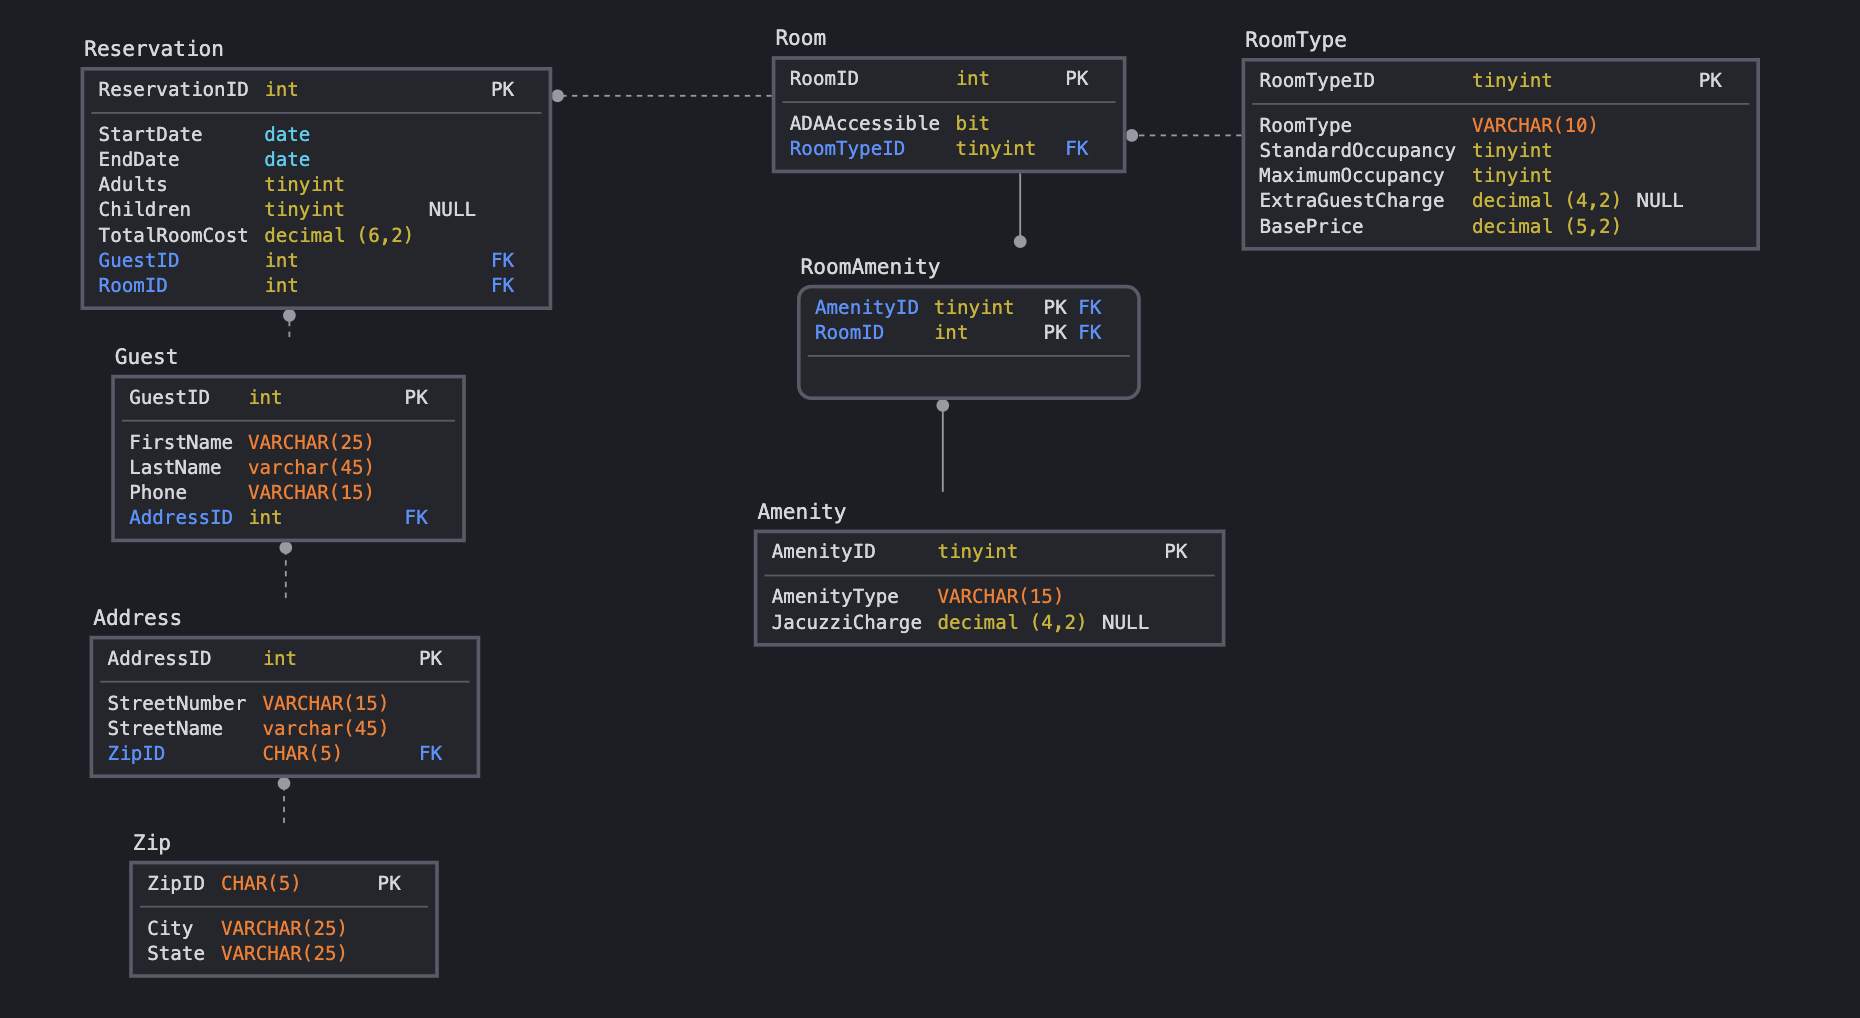 Reservation
ReservationID int PK
StartDate date
EndDate date
Adults tinyint
Children tinyint NULL
TotalRoomCost decimal (6,2)
GuestID int FK
RoomID int FK
Guest
GuestID int PK
FirstName VARCHAR(25)
LastName varchar(45)
Phone VARCHAR(15)
AddressID int FK
Address
AddressID int PK
StreetNumber VARCHAR(15)
StreetName varchar(45)
ZipID CHAR(5) FK
Zip
ZipID CHAR(5) PK
City VARCHAR(25)
State VARCHAR(25)
Room
RoomID int PK
ADAAccessible bit
RoomTypeID tinyint FK
RoomAmenity
AmenityID tinyint PK FK
RoomID int PK FK
Amenity
AmenityID tinyint PK
AmenityType VARCHAR(15)
JacuzziCharge decimal (4,2) NULL
RoomType
RoomTypeID tinyint PK
RoomType VARCHAR(10)
StandardOccupancy tinyint
MaximumOccupancy tinyint
ExtraGuestCharge decimal (4,2) NULL
BasePrice decimal (5,2)